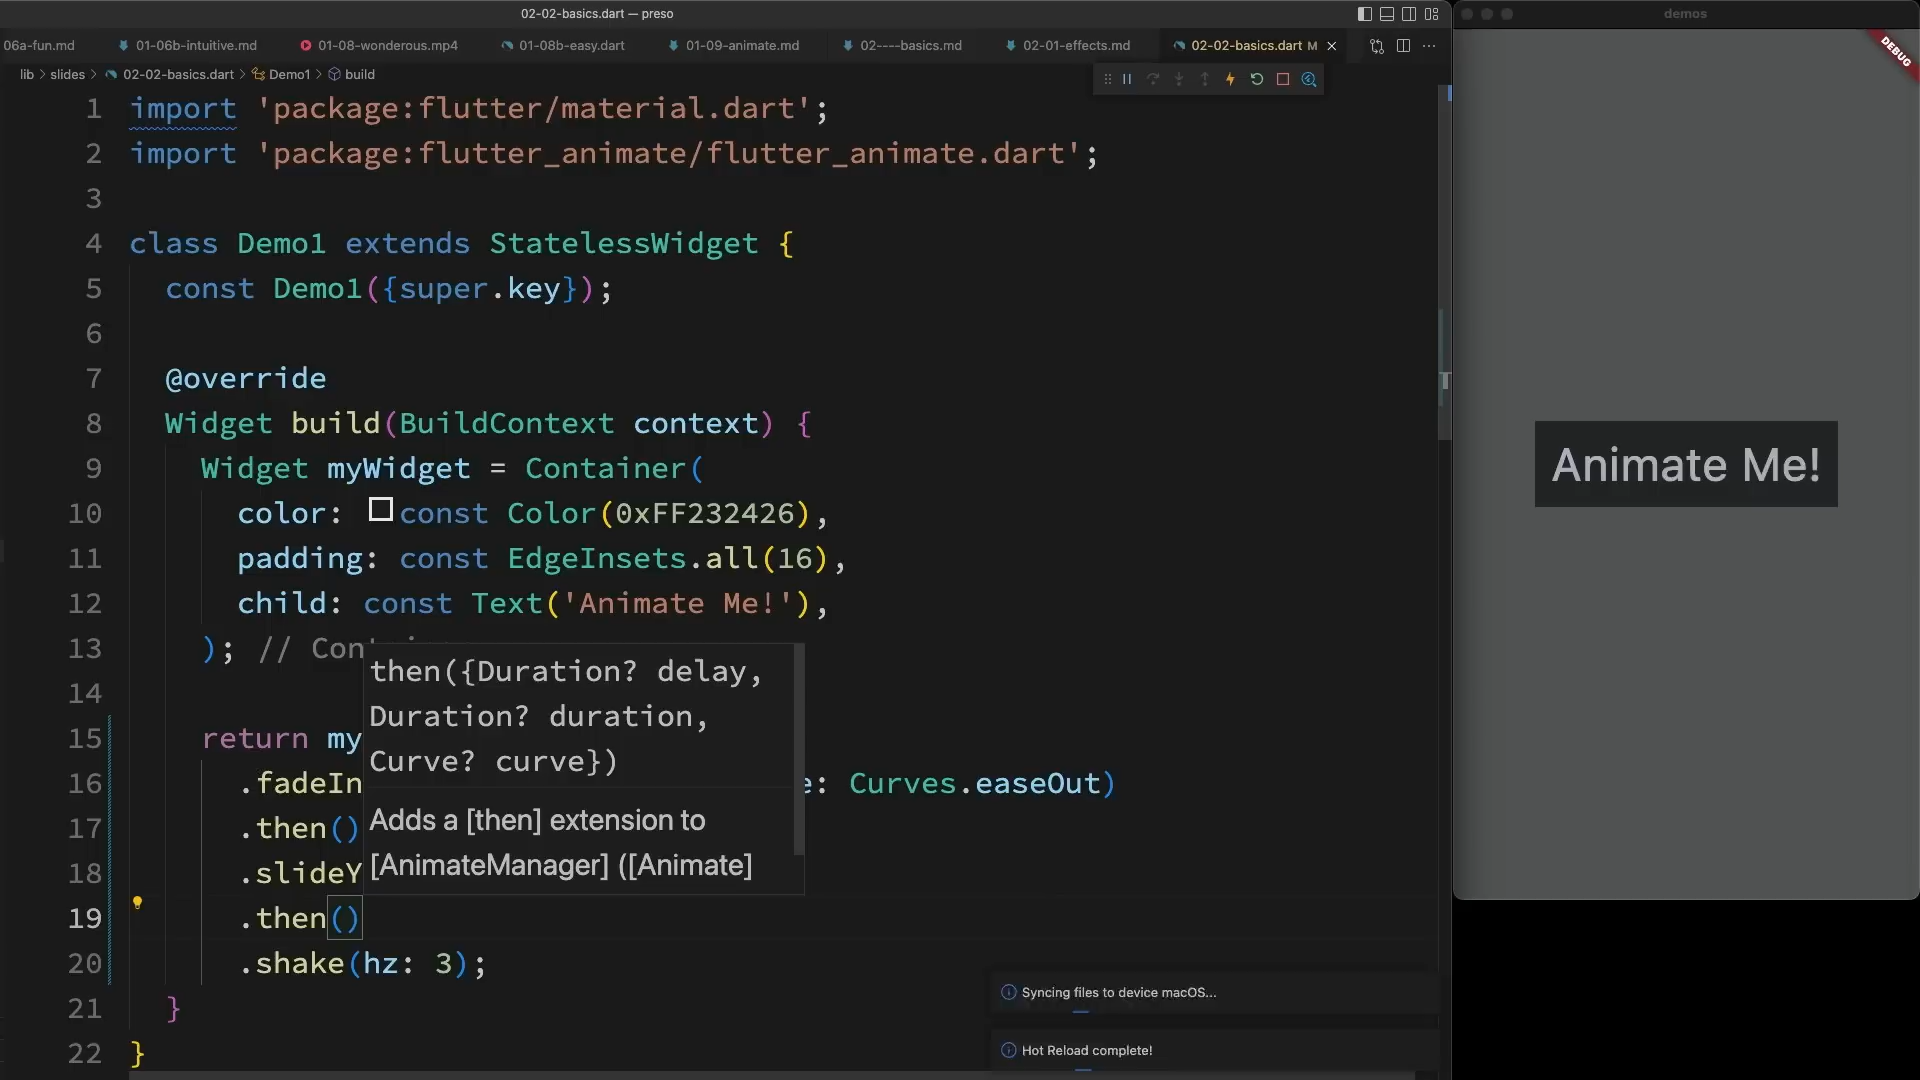 02-02-basics.dart — preso
demos
06a-fun.md
01-06b-intuitive.md
01-08-wonderous.mp4
01-08b-easy.dart
01-09-animate.md
02----basics.md
02-01-effects.md
02-02-basics.dart M
lib > slides > 02-02-basics.dart > Demo1 > build
DEBUG
1 import 'package:flutter/material.dart';
2 import 'package:flutter_animate/flutter_animate.dart';
3
4 class Demo1 extends StatelessWidget {
5 const Demo1({super.key});
6
7 @override
8 Widget build(BuildContext context) {
9 Widget myWidget = Container(
10 color: const Color(0xFF232426),
11 padding: const EdgeInsets.all(16),
12 child: const Text('Animate Me!'),
13 ); // Con
14
15 return my
16 .fadeIn e: Curves.easeOut)
17 .then()
18 .slideY
19 .then()
20 .shake(hz: 3);
21 }
22 }
then({Duration? delay,
Duration? duration,
Curve? curve})
Adds a [then] extension to
[AnimateManager] ([Animate]
Animate Me!
Syncing files to device macOS...
Hot Reload complete!